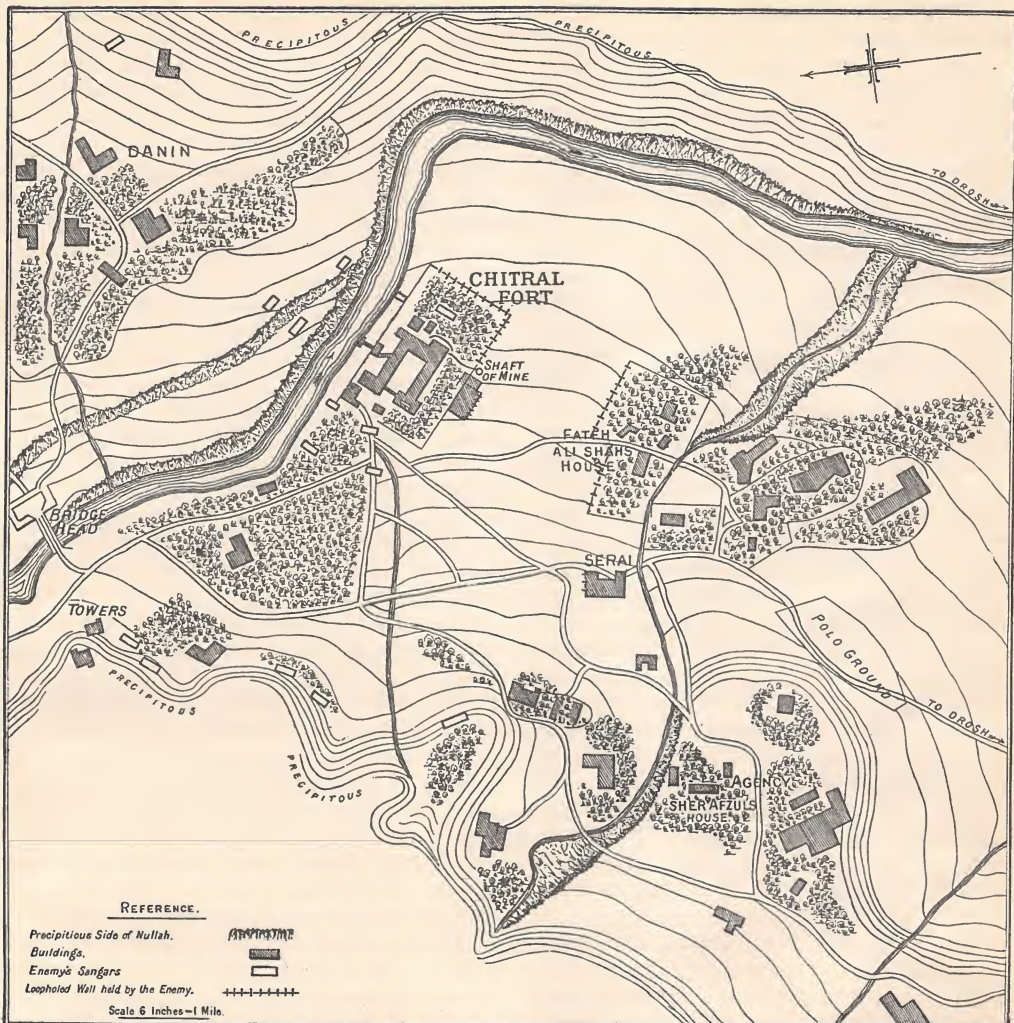 PRECIPITOUS
PRECIPITOUS
DANIN
TO DROSH
CHITRAL
FORT
SHAFT
OF MINE
FATEH
ALI SHAHS
HOUSE
BRIDGE
HEAD
SERAI
TOWERS
PRECIPITOUS
POLO GROUND
TO DROSH
PRECIPITOUS
AGENCY
SHER AFZULS
HOUSE
REFERENCE.
Precipitious Side of Nullah.
Buildings.
Enemy's Sangars
Loopholed Wall held by the Enemy.
Scale 6 Inches—1 Mile.